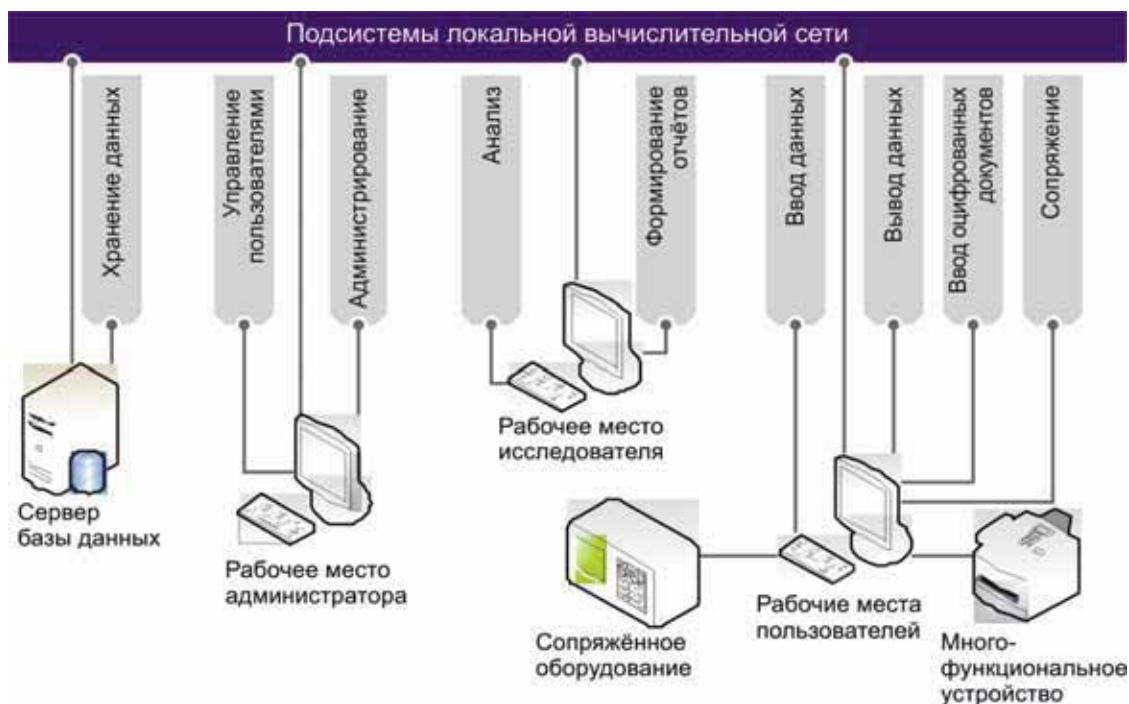 Подсистемы локальной вычислительной сети
Хранение данных
Управление
пользователями
Администрирование
Анализ
Формирование
отчётов
Ввод данных
Вывод данных
Ввод оцифрованных
документов
Сопряжение
Сервер
базы данных
Рабочее место
администратора
Рабочее место
исследователя
Сопряжённое
оборудование
Рабочие места
пользователей
Много-
функциональное
устройство